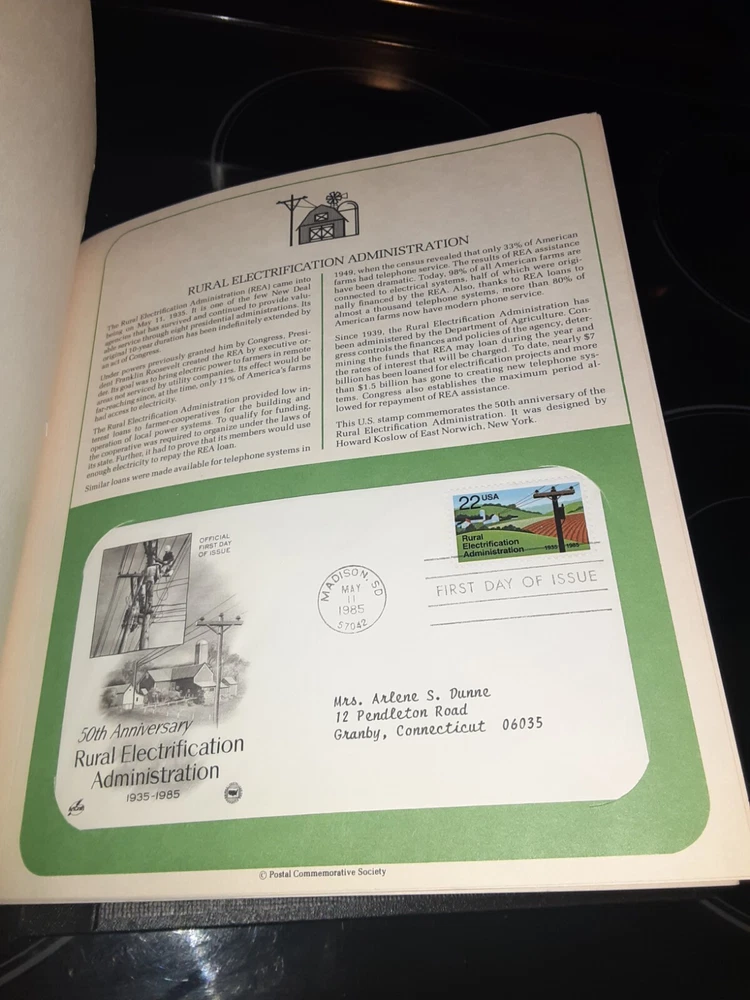 RURAL ELECTRIFICATION ADMINISTRATION
The Rural Electrification Administration (REA) came into
being on May 11, 1935. It is one of the few New Deal
agencies that has survived and continued to provide valu-
able service through eight presidential administrations. Its
original 10-year duration has been indefinitely extended by
an act of Congress.
Under powers previously granted him by Congress, Presi-
dent Franklin Roosevelt created the REA by executive or-
der. Its goal was to bring electric power to farmers in remote
areas not serviced by utility companies. Its effect would be
far-reaching since, at the time, only 11% of America's farms
had access to electricity.
The Rural Electrification Administration provided low in-
terest loans to farmer-cooperatives for the building and
operation of local power systems. To qualify for funding,
the cooperative was required to organize under the laws of
its state. Further, it had to prove that its members would use
enough electricity to repay the REA loan.
Similar loans were made available for telephone systems in
1949, when the census revealed that only 33% of American
farms had telephone service. The results of REA assistance
have been dramatic. Today, 98% of all American farms are
connected to electrical systems, half of which were origi-
nally financed by the REA. Also, thanks to REA loans to
almost a thousand telephone systems, more than 80% of
American farms now have modern phone service.
Since 1939, the Rural Electrification Administration has
been administered by the Department of Agriculture. Con-
gress controls the finances and policies of the agency, deter-
mining the funds that REA may loan during the year and
the rates of interest that will be charged. To date, nearly $7
billion has been loaned for electrification projects and more
than $1.5 billion has gone to creating new telephone sys-
tems. Congress also establishes the maximum period al-
lowed for repayment of REA assistance.
This U.S. stamp commemorates the 50th anniversary of the
Rural Electrification Administration. It was designed by
Howard Koslow of East Norwich, New York.
OFFICIAL
FIRST DAY
OF ISSUE
MADISON, SD
MAY
11
1985
57042
22 USA
Rural
Electrification
Administration 1935 1985
FIRST DAY OF ISSUE
Mrs. Arlene S. Dunne
12 Pendleton Road
Granby, Connecticut 06035
50th Anniversary
Rural Electrification
Administration
1935-1985
© Postal Commemorative Society